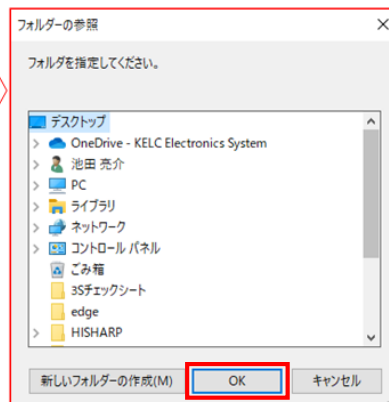 フォルダーの参照
フォルダを指定してください。
デスクトップ
OneDrive - KELC Electronics System
池田 亮介
PC
ライブラリ
ネットワーク
コントロール パネル
ごみ箱
3Sチェックシート
edge
HISHARP
新しいフォルダーの作成(M) OK キャンセル